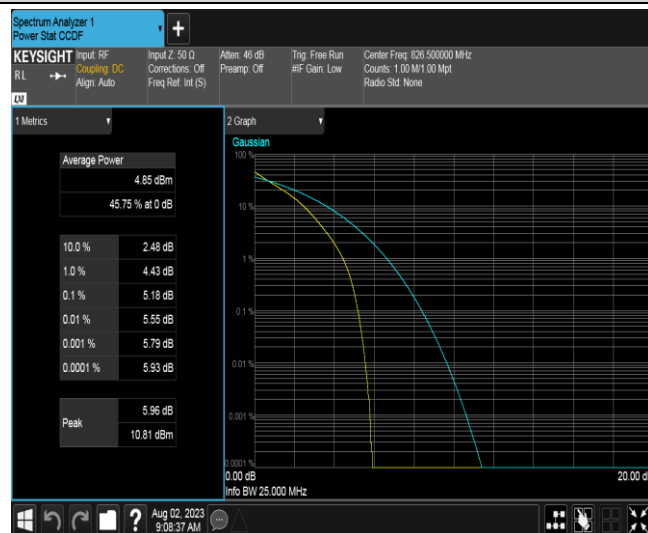 Spectrum Analyzer 1
Power Stat CCDF
+
KEYSIGHT
RL
LXI
Input: RF
Coupling: DC
Align: Auto
Input Z: 50 Ω
Corrections: Off
Freq Ref: Int (S)
Atten: 46 dB
Preamp: Off
Trig: Free Run
#IF Gain: Low
Center Freq: 826.500000 MHz
Counts: 1.00 M/1.00 Mpt
Radio Std: None
1 Metrics
Average Power
4.85 dBm
45.75 % at 0 dB
10.0 % 2.48 dB
1.0 % 4.43 dB
0.1 % 5.18 dB
0.01 % 5.55 dB
0.001 % 5.79 dB
0.0001 % 5.93 dB
Peak
5.96 dB
10.81 dBm
2 Graph
Gaussian
100 %
10 %
1 %
0.1 %
0.01 %
0.001 %
0.0001 %
0.00 dB
20.00 d
Info BW 25.000 MHz
?
Aug 02, 2023
9:08:37 AM